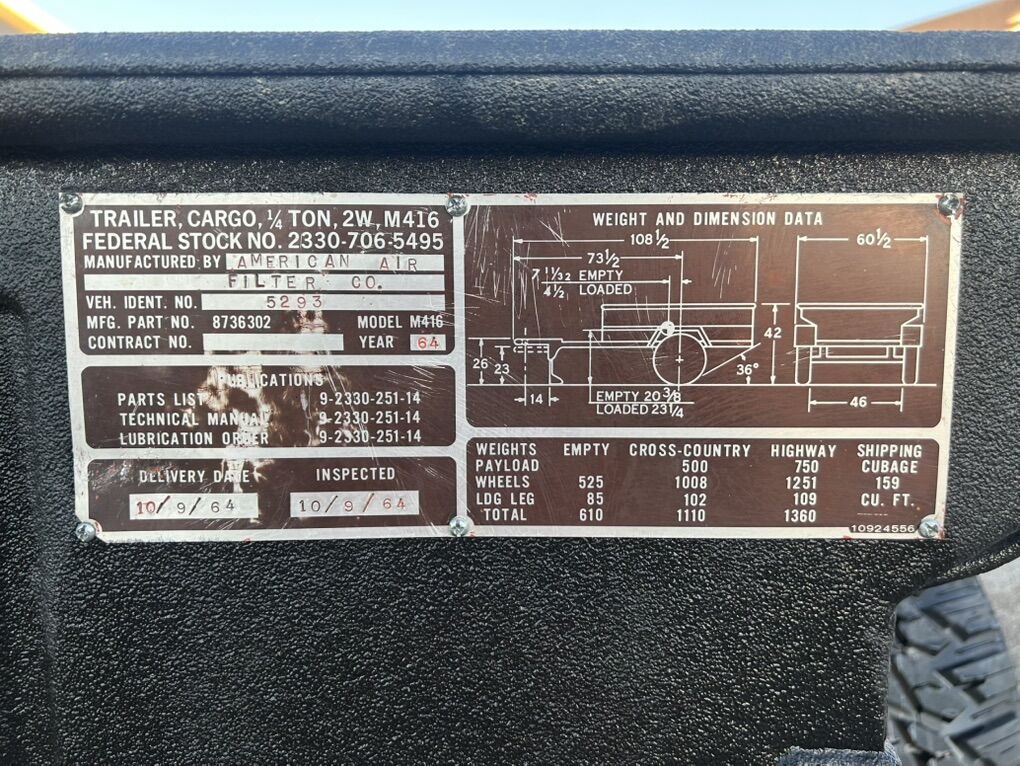 TRAILER, CARGO, ¼ TON, 2W, M416
FEDERAL STOCK NO. 2330-706-5495
MANUFACTURED BY AMERICAN AIR
FILTER CO.
VEH. IDENT. NO. 5293
MFG. PART NO. 8736302 MODEL M416
CONTRACT NO. YEAR 64
PUBLICATIONS
PARTS LIST 9-2330-251-14
TECHNICAL MANUAL 9-2330-251-14
LUBRICATION ORDER 9-2330-251-14
DELIVERY DATE INSPECTED
10/9/64 10/9/64
WEIGHT AND DIMENSION DATA
108½ 60½
73½
7 11/32 EMPTY
4½ LOADED
42
26
23
36°
14
EMPTY 20 3/8
LOADED 23¼
46
WEIGHTS EMPTY CROSS-COUNTRY HIGHWAY SHIPPING
PAYLOAD 500 750 CUBAGE
WHEELS 525 1008 1251 159
LDG LEG 85 102 109 CU. FT.
TOTAL 610 1110 1360
10924556